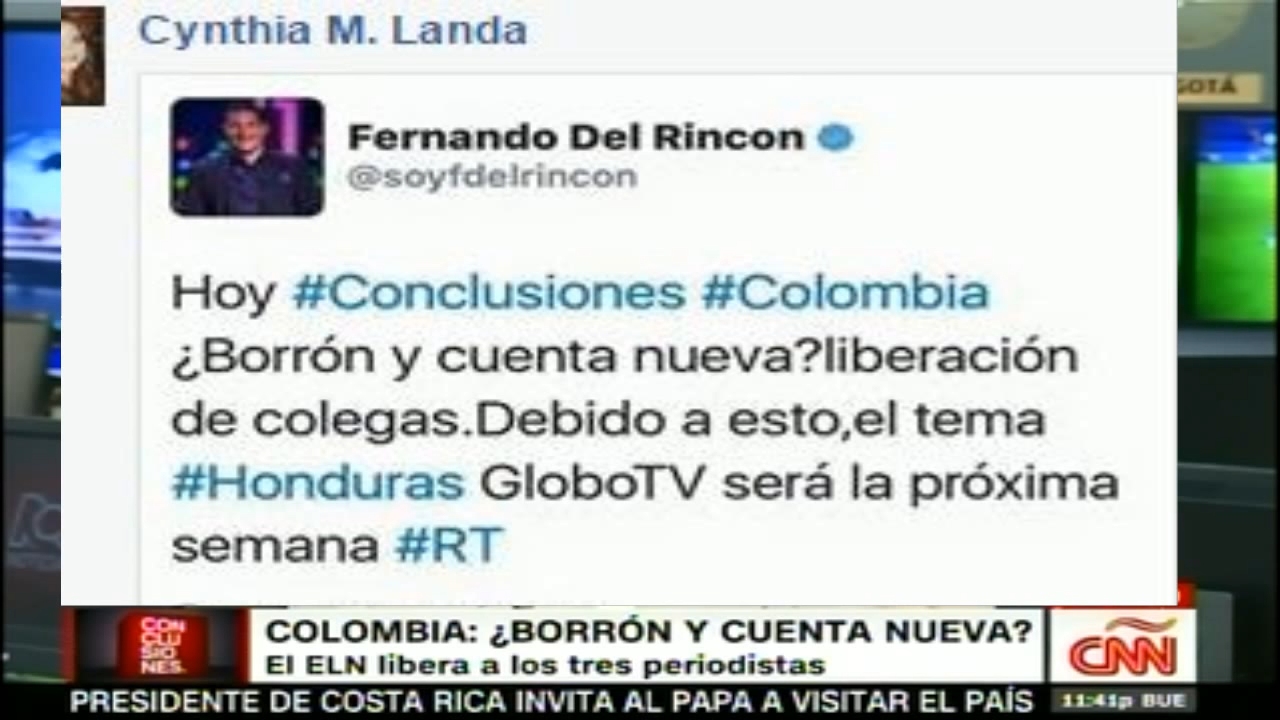 Cynthia M. Landa
Fernando Del Rincon
@soyfdelrincon
Hoy #Conclusiones #Colombia
¿Borrón y cuenta nueva?liberación
de colegas.Debido a esto,el tema
#Honduras GloboTV será la próxima
semana #RT
CON
CLU
SIO
NES.
COLOMBIA: ¿BORRÓN Y CUENTA NUEVA?
El ELN libera a los tres periodistas
CNN
PRESIDENTE DE COSTA RICA INVITA AL PAPA A VISITAR EL PAÍS
11:41p BUE